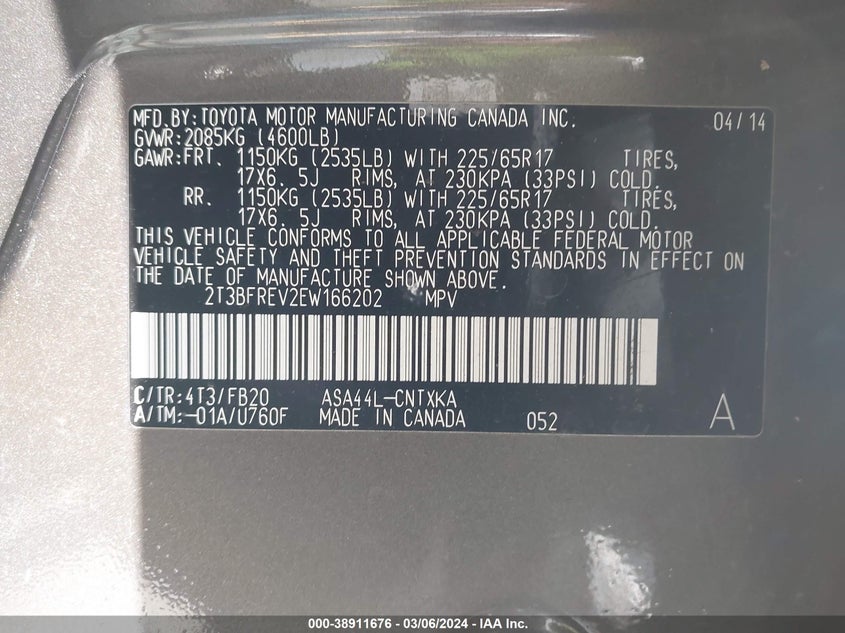 MFD.BY:TOYOTA MOTOR MANUFACTURING CANADA INC. 04/14
GVWR:2085KG (4600LB)
GAWR:FRT. 1150KG (2535LB) WITH 225/65R17 TIRES,
17X6. 5J RIMS, AT 230KPA (33PSI) COLD.
RR. 1150KG (2535LB) WITH 225/65R17 TIRES,
17X6. 5J RIMS, AT 230KPA (33PSI) COLD.
THIS VEHICLE CONFORMS TO ALL APPLICABLE FEDERAL MOTOR
VEHICLE SAFETY AND THEFT PREVENTION STANDARDS IN EFFECT ON
THE DATE OF MANUFACTURE SHOWN ABOVE.
2T3BFREV2EW166202 MPV
C/TR:4T3/FB20 ASA44L-CNTXKA
A/TM:-01A/U760F MADE IN CANADA 052 A
000-38911676 - 03/06/2024 - IAA Inc.